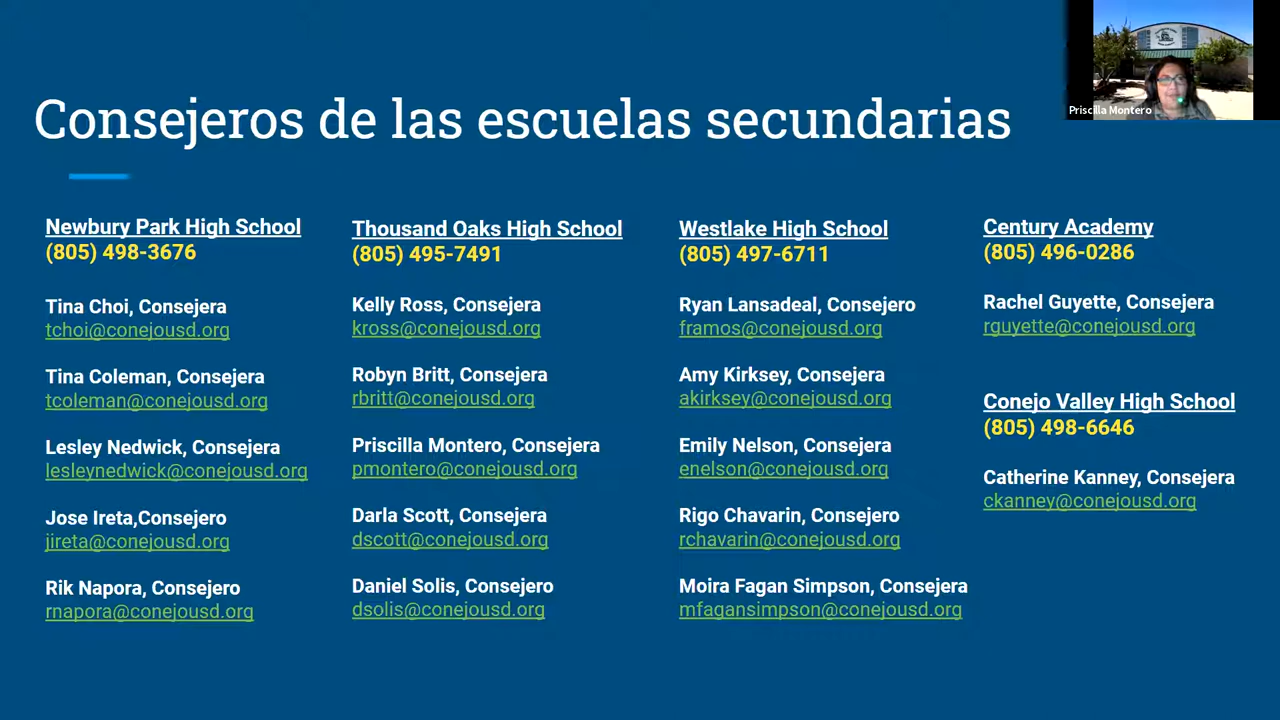 Consejeros de las escuelas secundarias
Priscilla Montero
Newbury Park High School
(805) 498-3676
Tina Choi, Consejera
tchoi@conejousd.org
Tina Coleman, Consejera
tcoleman@conejousd.org
Lesley Nedwick, Consejera
lesleynedwick@conejousd.org
Jose Ireta,Consejero
jireta@conejousd.org
Rik Napora, Consejero
rnapora@conejousd.org
Thousand Oaks High School
(805) 495-7491
Kelly Ross, Consejera
kross@conejousd.org
Robyn Britt, Consejera
rbritt@conejousd.org
Priscilla Montero, Consejera
pmontero@conejousd.org
Darla Scott, Consejera
dscott@conejousd.org
Daniel Solis, Consejero
dsolis@conejousd.org
Westlake High School
(805) 497-6711
Ryan Lansadeal, Consejero
framos@conejousd.org
Amy Kirksey, Consejera
akirksey@conejousd.org
Emily Nelson, Consejera
enelson@conejousd.org
Rigo Chavarin, Consejero
rchavarin@conejousd.org
Moira Fagan Simpson, Consejera
mfagansimpson@conejousd.org
Century Academy
(805) 496-0286
Rachel Guyette, Consejera
rguyette@conejousd.org
Conejo Valley High School
(805) 498-6646
Catherine Kanney, Consejera
ckanney@conejousd.org